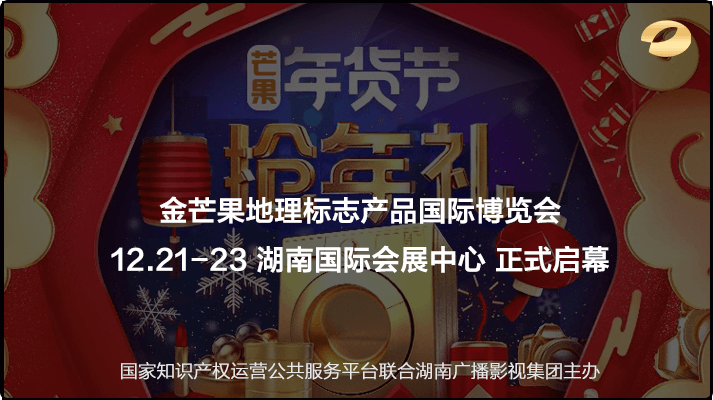 芒果
年货节
抢年礼
金芒果地理标志产品国际博览会
12.21-23 湖南国际会展中心 正式启幕
国家知识产权运营公共服务平台联合湖南广播影视集团主办